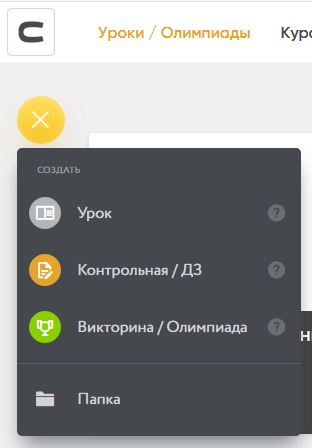 Уроки / Олимпиады
СОЗДАТЬ
Урок
?
Контрольная / ДЗ
?
Викторина / Олимпиада
?
Папка